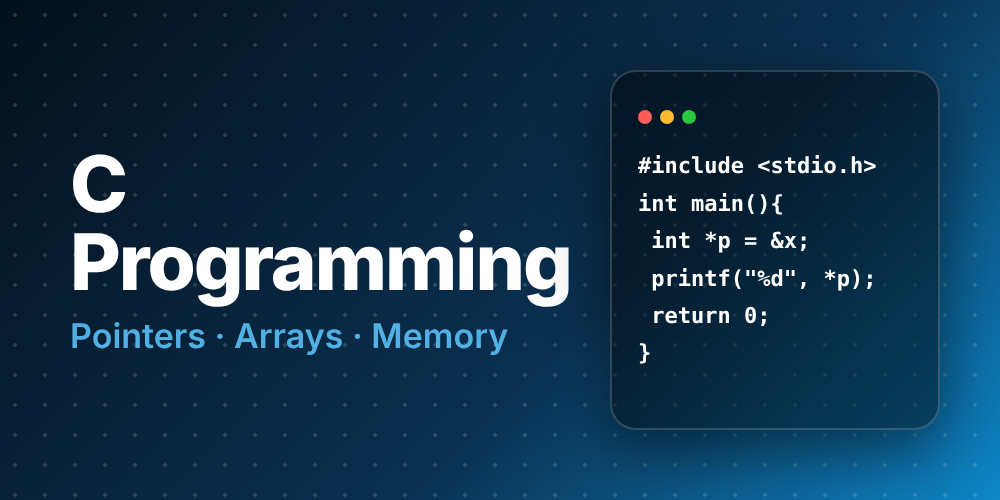 C
Programming
Pointers · Arrays · Memory
#include <stdio.h>
int main(){
 int *p = &x;
 printf("%d", *p);
 return 0;
}